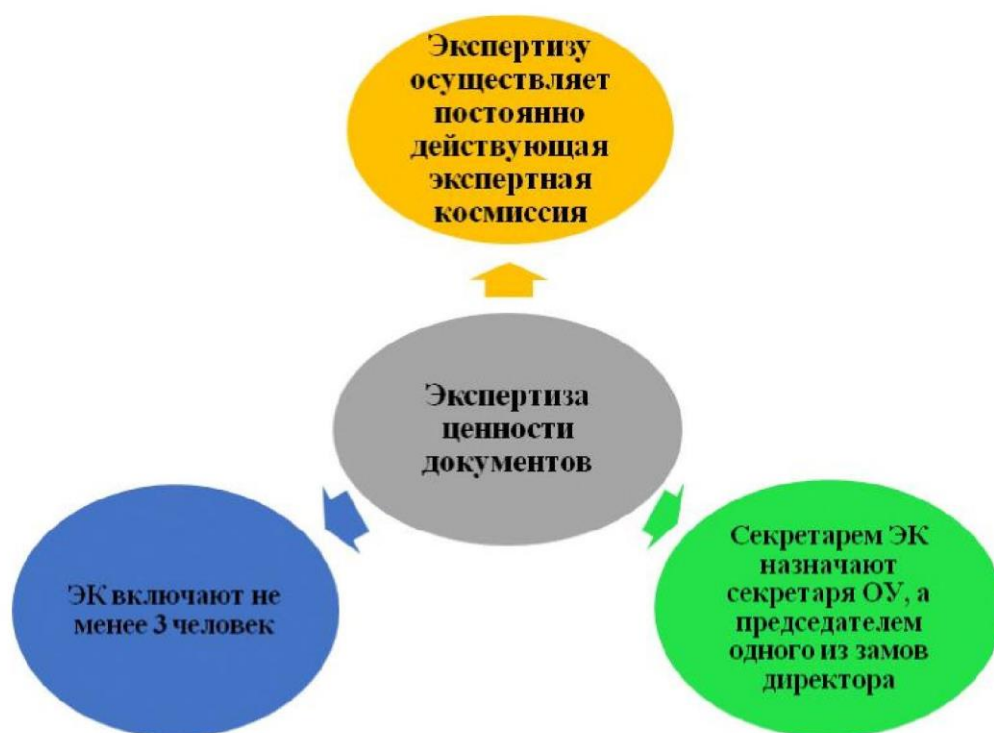 Экспертизу
осуществляет
постоянно
действующая
экспертная
космиссия
Экспертиза
ценности
документов
ЭК включают не
менее 3 человек
Секретарем ЭК
назначают
секретаря ОУ, а
председателем
одного из замов
директора